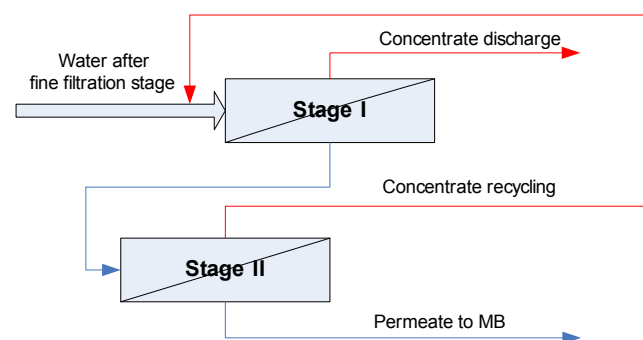 Water after
fine filtration stage
Concentrate discharge
Stage I
Concentrate recycling
Stage II
Permeate to MB